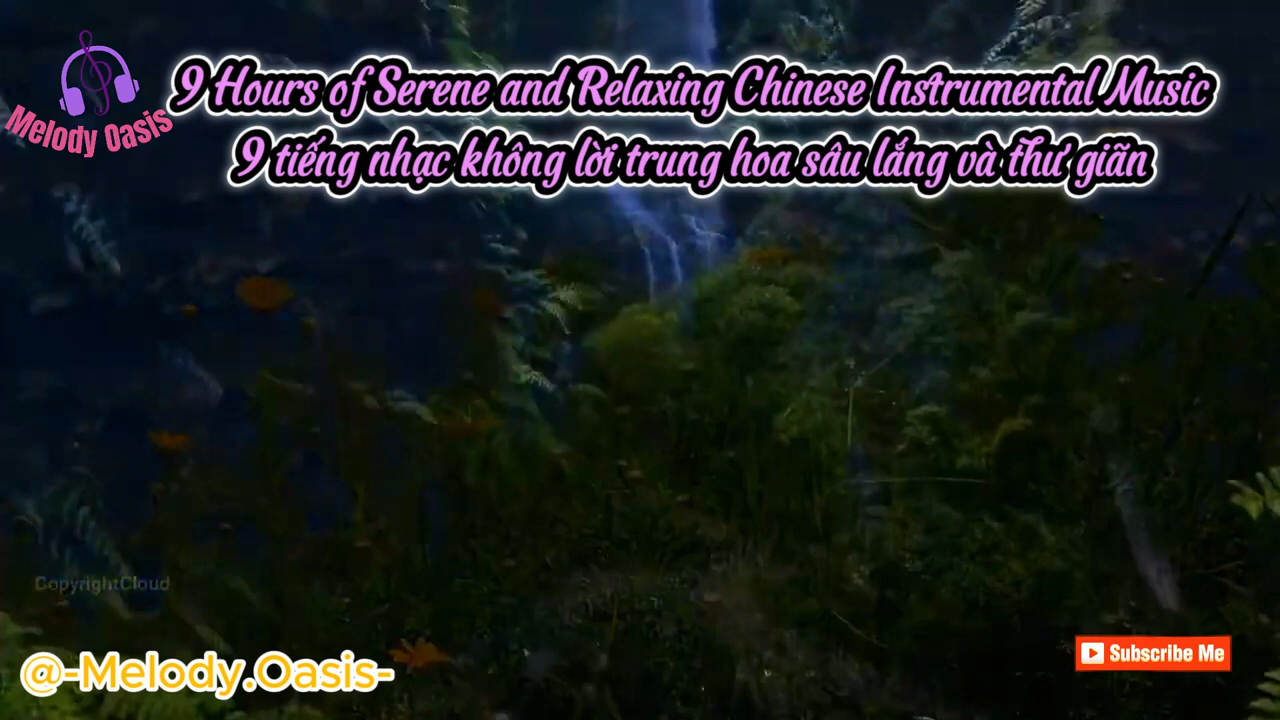 9 Hours of Serene and Relaxing Chinese Instrumental Music
9 tiếng nhạc không lời trung hoa sâu lắng và thư giãn
Melody Oasis
CopyrightCloud
@-Melody.Oasis-
Subscribe Me